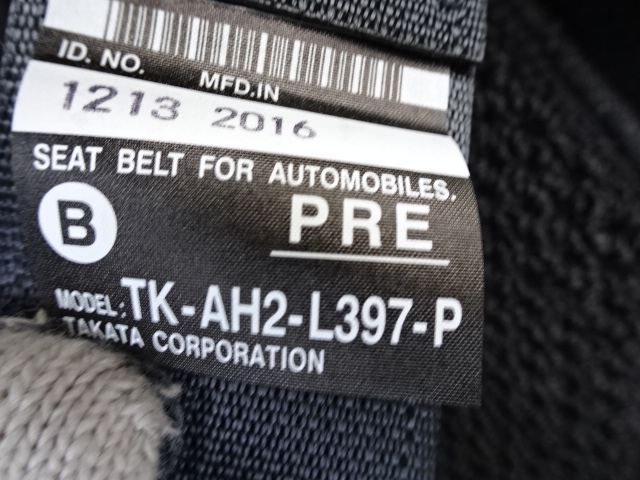 ID. NO. MFD.IN
1213 2016
SEAT BELT FOR AUTOMOBILES.
B PRE
MODEL: TK-AH2-L397-P
TAKATA CORPORATION